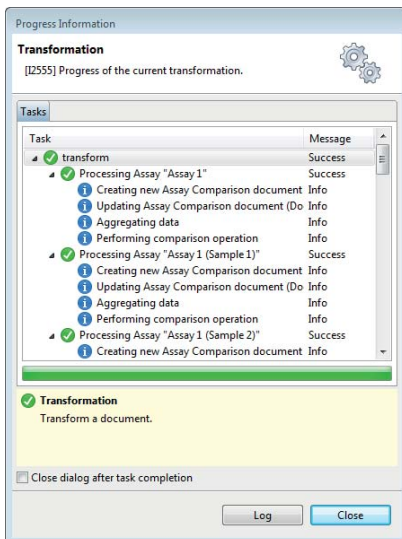 Progress Information
Transformation
[I2555] Progress of the current transformation.
Tasks
Task Message
transform Success
Processing Assay "Assay 1" Success
Creating new Assay Comparison document Info
Updating Assay Comparison document (Do Info
Aggregating data Info
Performing comparison operation Info
Processing Assay "Assay 1 (Sample 1)" Success
Creating new Assay Comparison document Info
Updating Assay Comparison document (Do Info
Aggregating data Info
Performing comparison operation Info
Processing Assay "Assay 1 (Sample 2)" Success
Creating new Assay Comparison document Info
Transformation
Transform a document.
Close dialog after task completion
Log Close